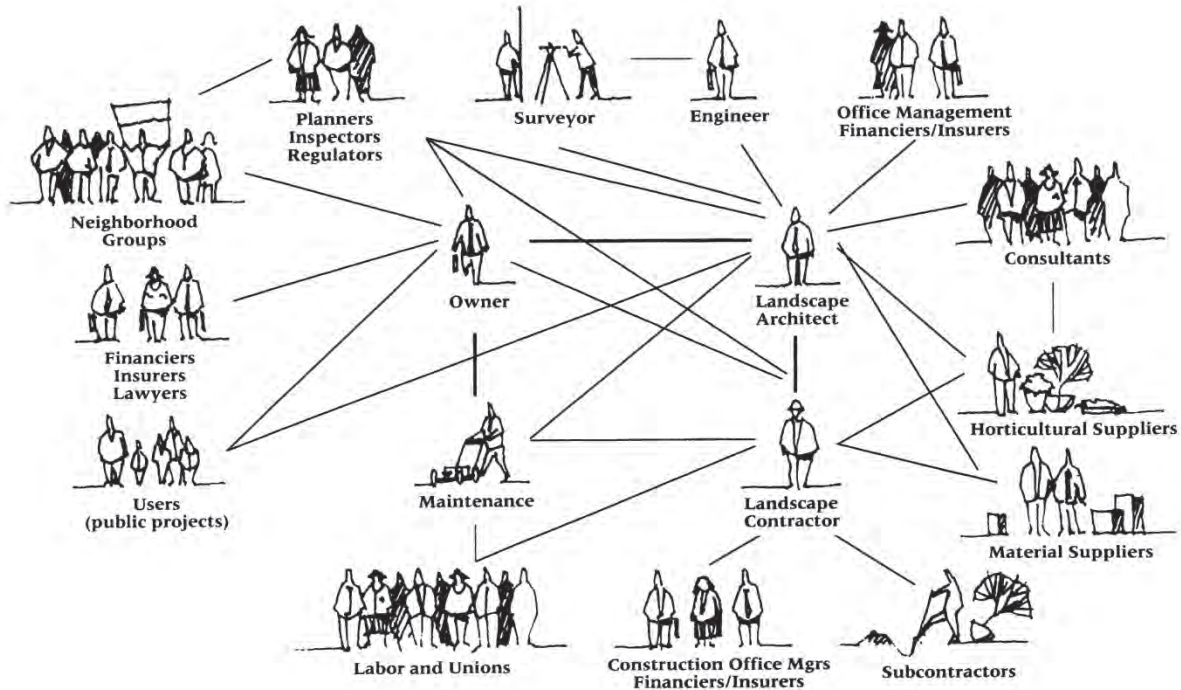 Planners
Inspectors
Regulators
Surveyor
Engineer
Office Management
Financiers/Insurers
Neighborhood
Groups
Consultants
Owner
Landscape
Architect
Financiers
Insurers
Lawyers
Horticultural Suppliers
Users
(public projects)
Maintenance
Landscape
Contractor
Material Suppliers
Labor and Unions
Construction Office Mgrs
Financiers/Insurers
Subcontractors